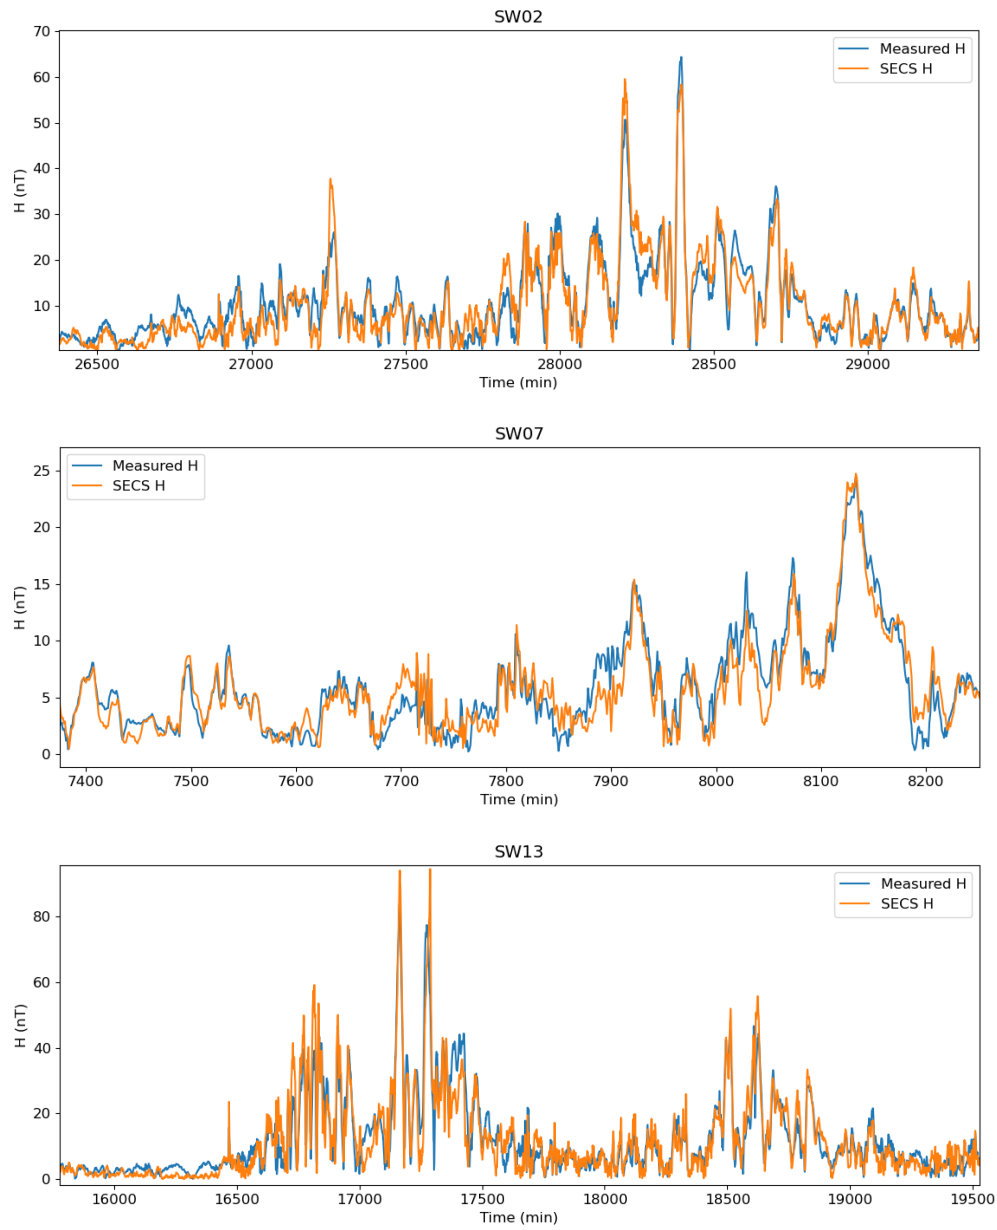 SW02
70
60
50
40
30
20
10
H (nT)
Measured H
SECS H
26500 27000 27500 28000 28500 29000
Time (min)
SW07
25
20
15
10
5
0
H (nT)
Measured H
SECS H
7400 7500 7600 7700 7800 7900 8000 8100 8200
Time (min)
SW13
80
60
40
20
0
H (nT)
Measured H
SECS H
16000 16500 17000 17500 18000 18500 19000 19500
Time (min)